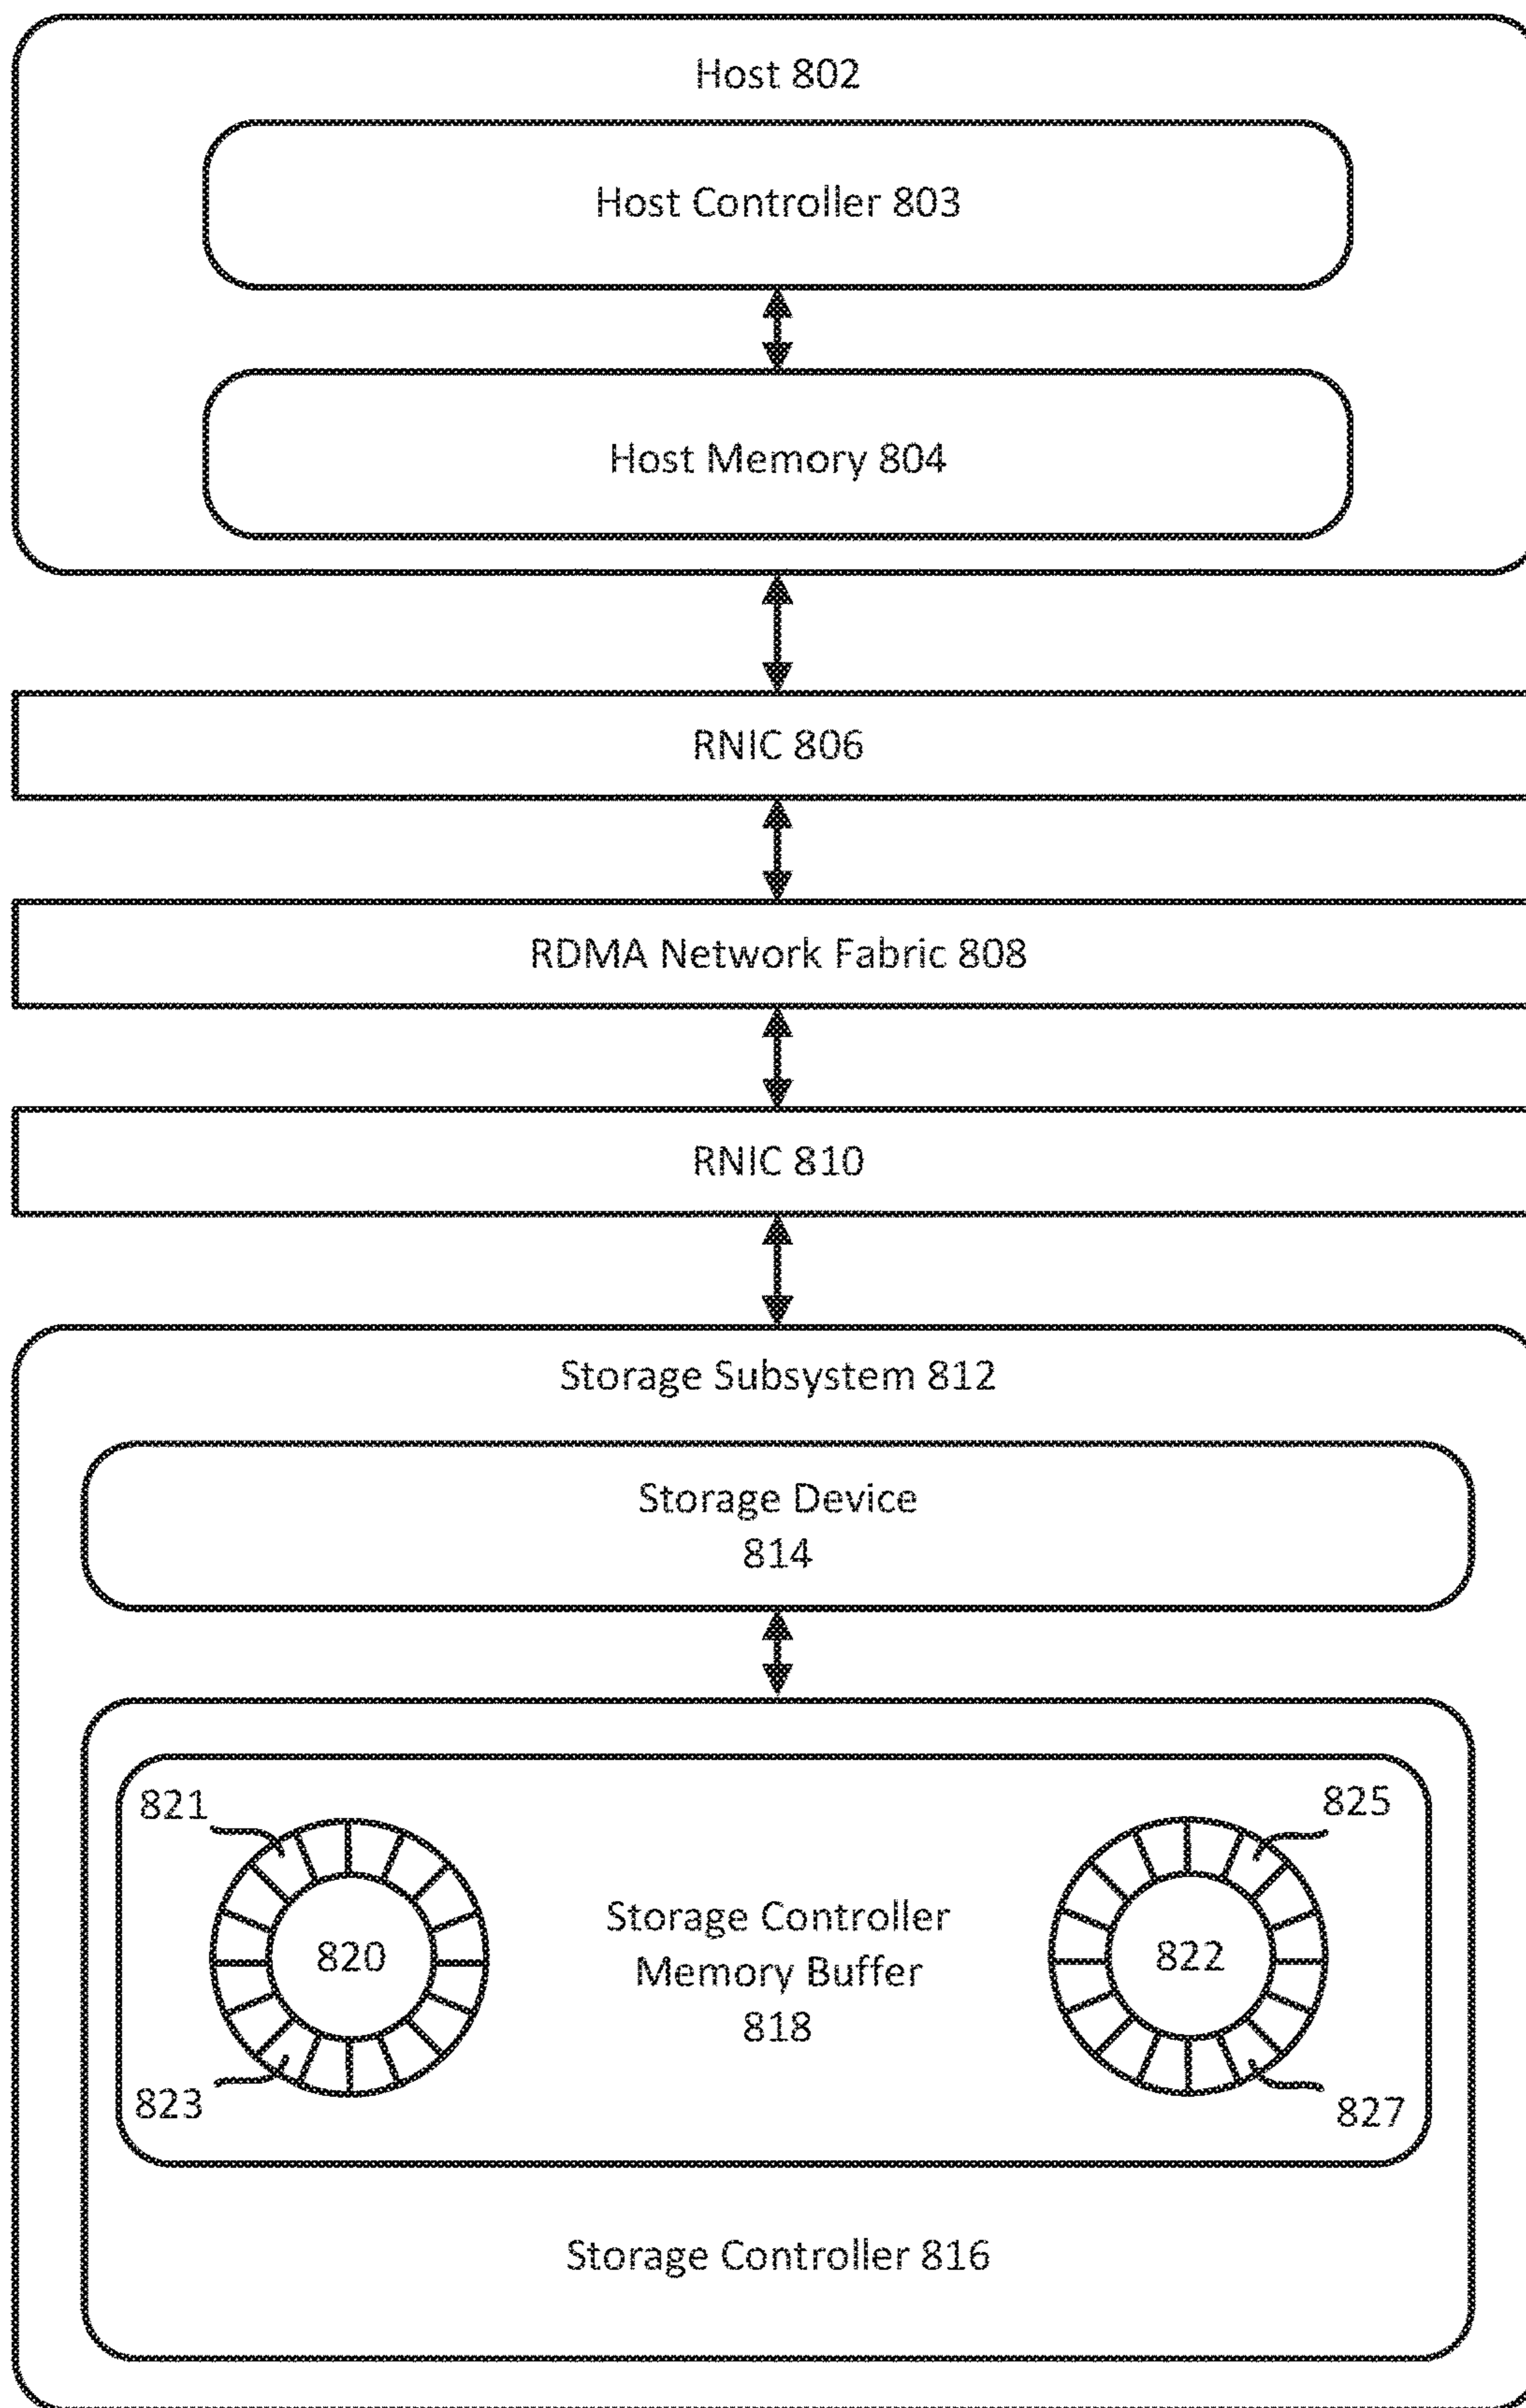 Host 802
Host Controller 803
Host Memory 804
RNIC 806
RDMA Network Fabric 808
RNIC 810
Storage Subsystem 812
Storage Device
814
821
825
820
Storage Controller
Memory Buffer
818
822
823
827
Storage Controller 816